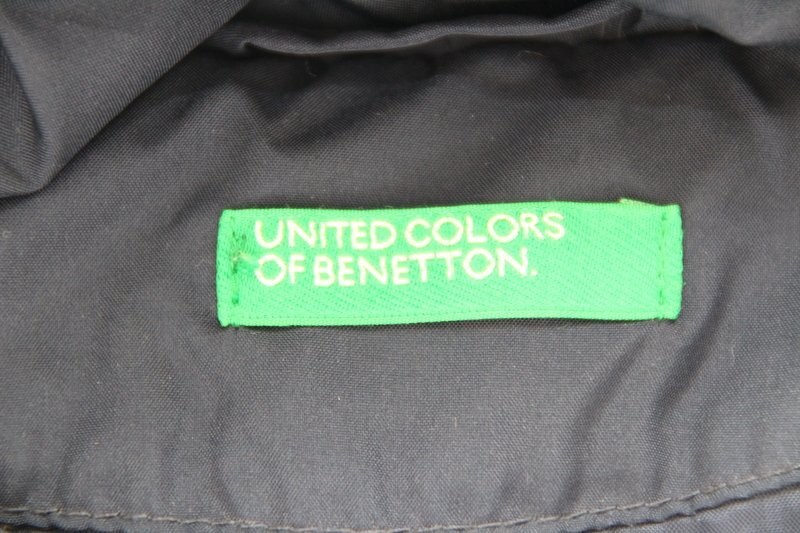 UNITED COLORS
OF BENETTON.